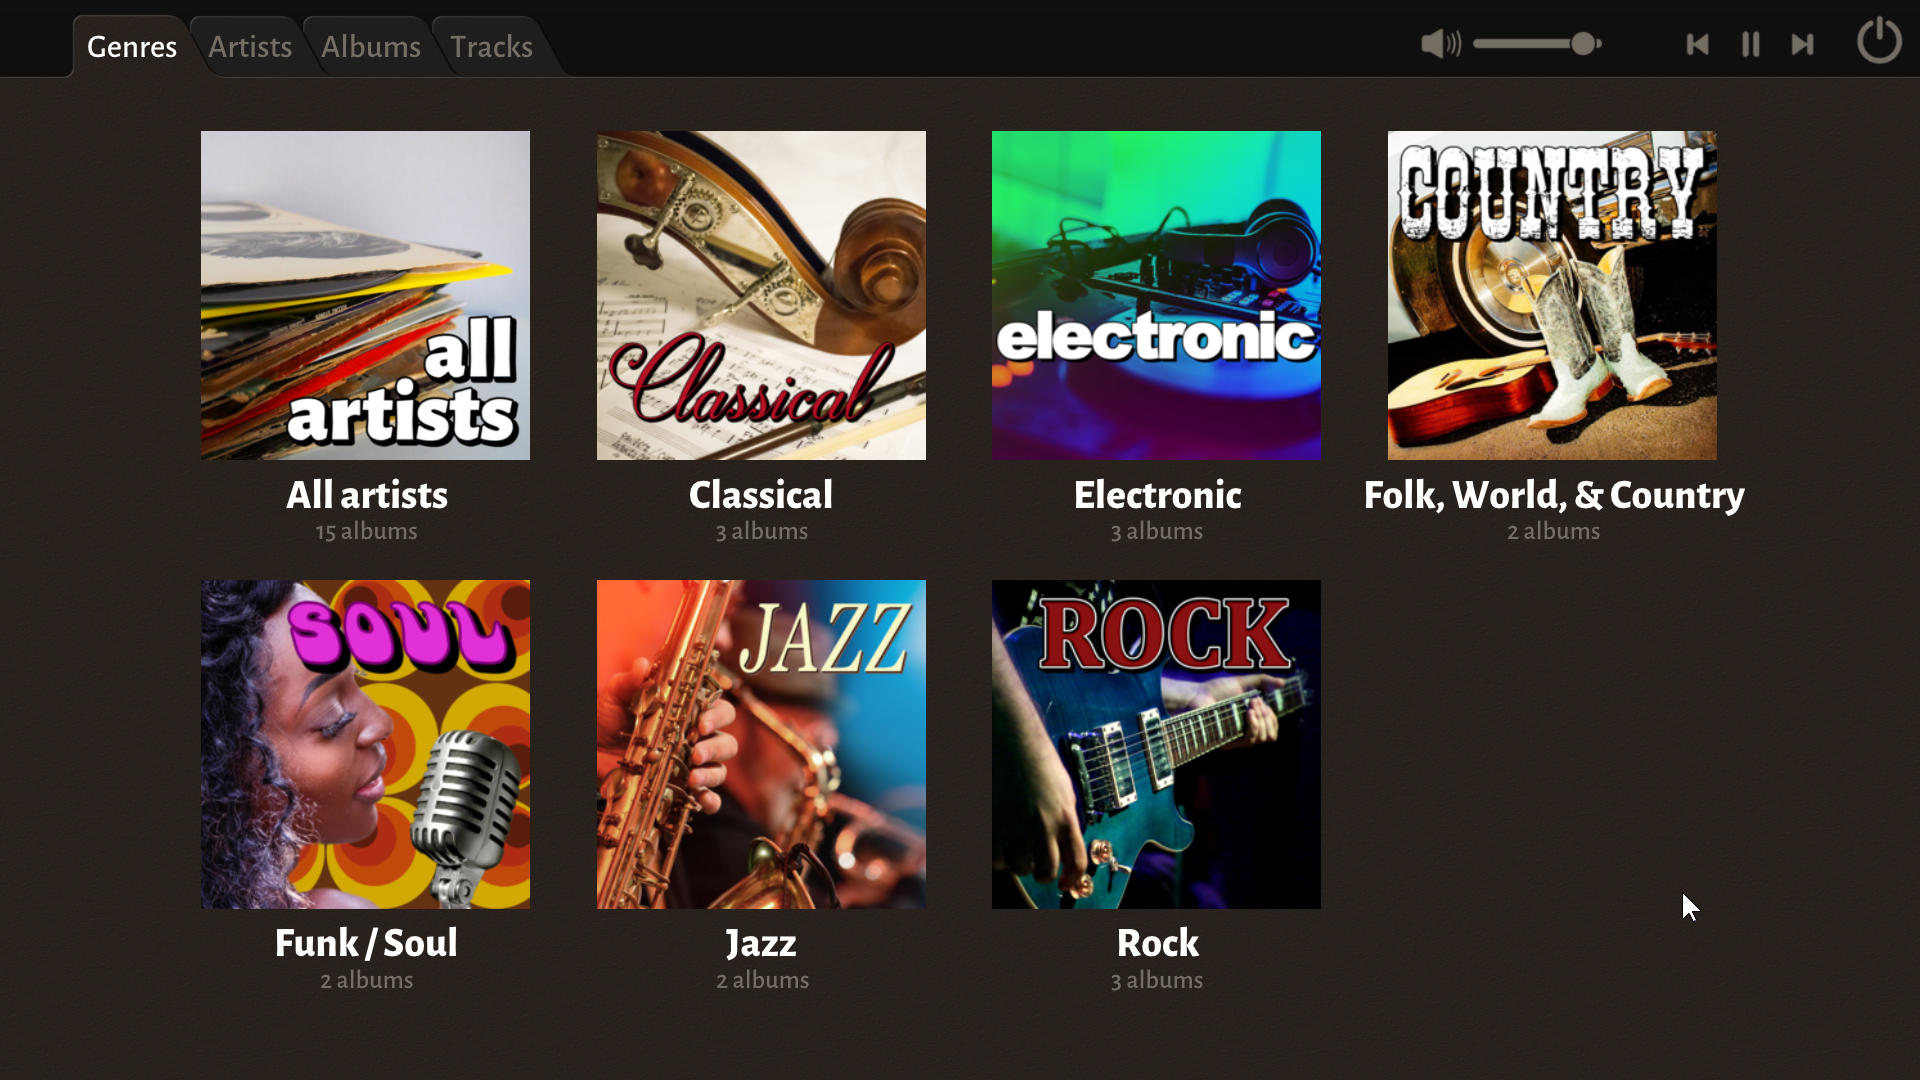 Genres
Artists
Albums
Tracks
all
artists
Classical
electronic
COUNTRY
All artists
Classical
Electronic
Folk, World, & Country
15 albums
3 albums
3 albums
2 albums
SOUL
JAZZ
ROCK
Funk / Soul
Jazz
Rock
2 albums
2 albums
3 albums